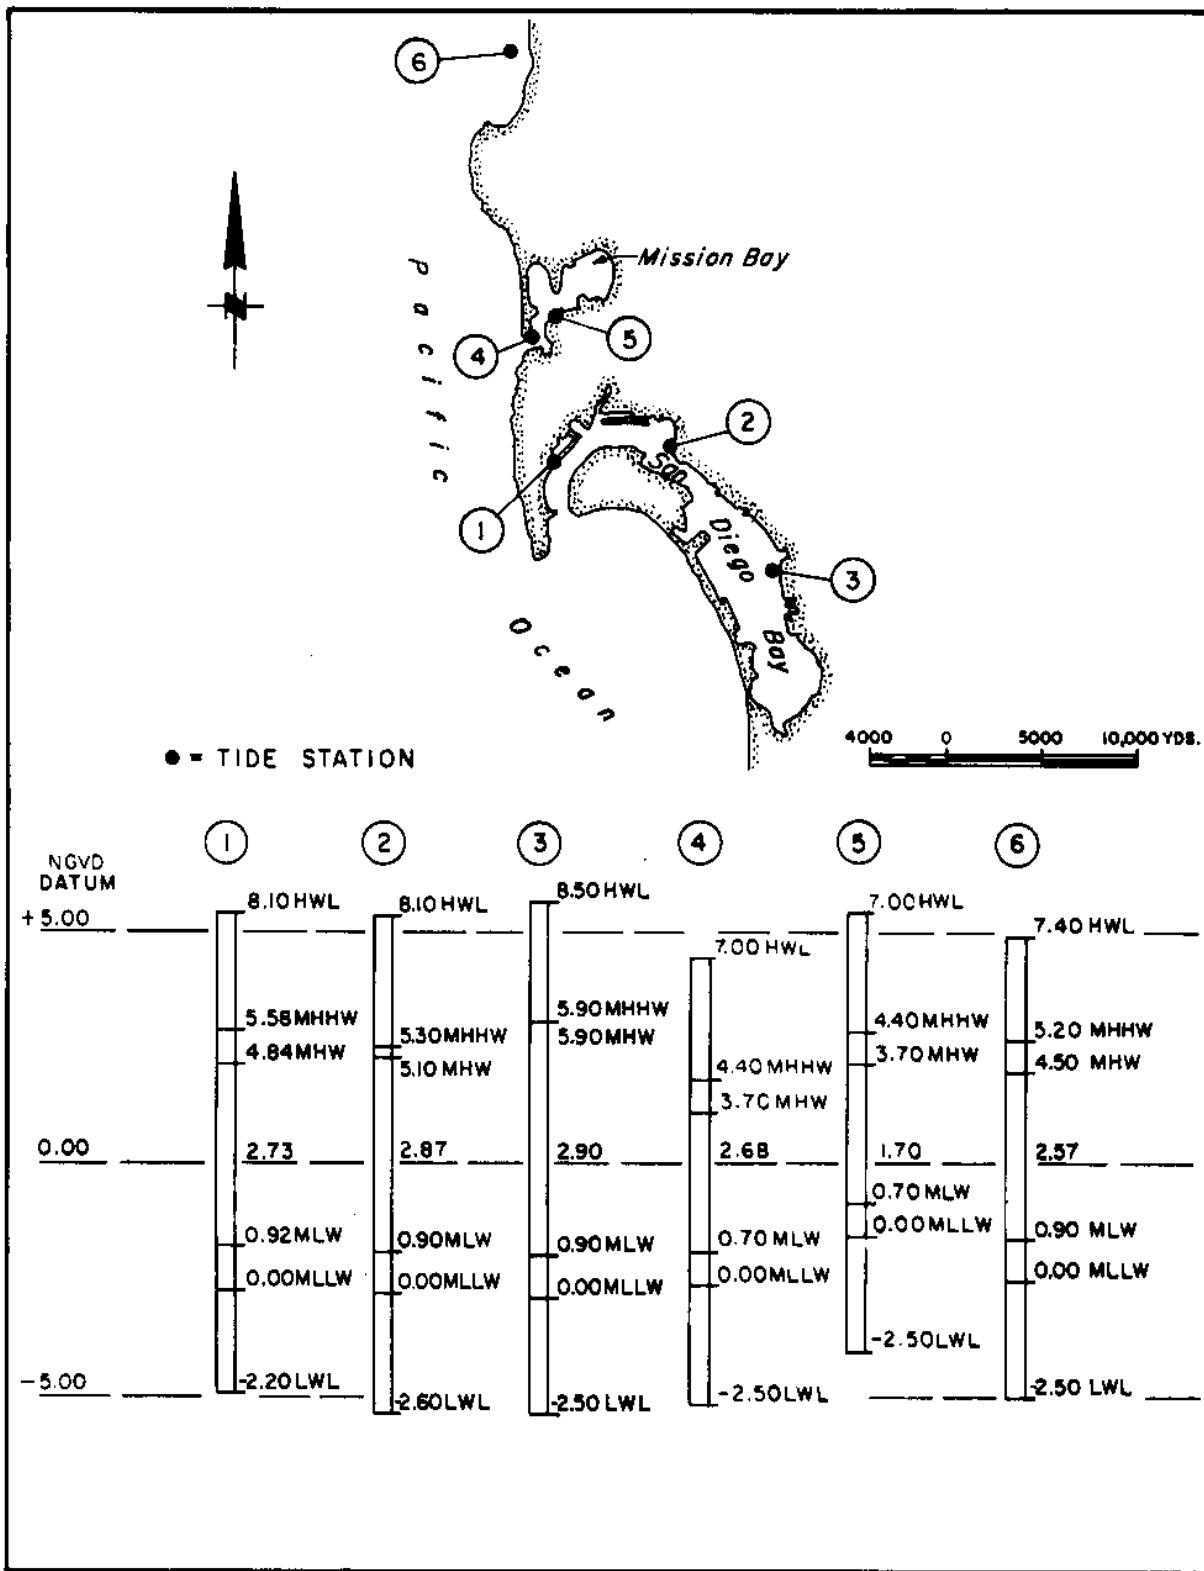 6
Mission Bay
5
4
Pacific
2
1
San
Diego
Bay
3
Ocean
● = TIDE STATION
4000 0 5000 10,000 YDS.
1 2 3 4 5 6
NGVD
DATUM
+5.00
0.00
-5.00
8.10 HWL
5.58 MHHW
4.84 MHW
2.73
0.92 MLW
0.00 MLLW
-2.20 LWL
8.10 HWL
5.30 MHHW
5.10 MHW
2.87
0.90 MLW
0.00 MLLW
-2.60 LWL
8.50 HWL
5.90 MHHW
5.90 MHW
2.90
0.90 MLW
0.00 MLLW
-2.50 LWL
7.00 HWL
4.40 MHHW
3.70 MHW
2.68
0.70 MLW
0.00 MLLW
-2.50 LWL
7.00 HWL
4.40 MHHW
3.70 MHW
1.70
0.70 MLW
0.00 MLLW
-2.50 LWL
7.40 HWL
5.20 MHHW
4.50 MHW
2.57
0.90 MLW
0.00 MLLW
-2.50 LWL